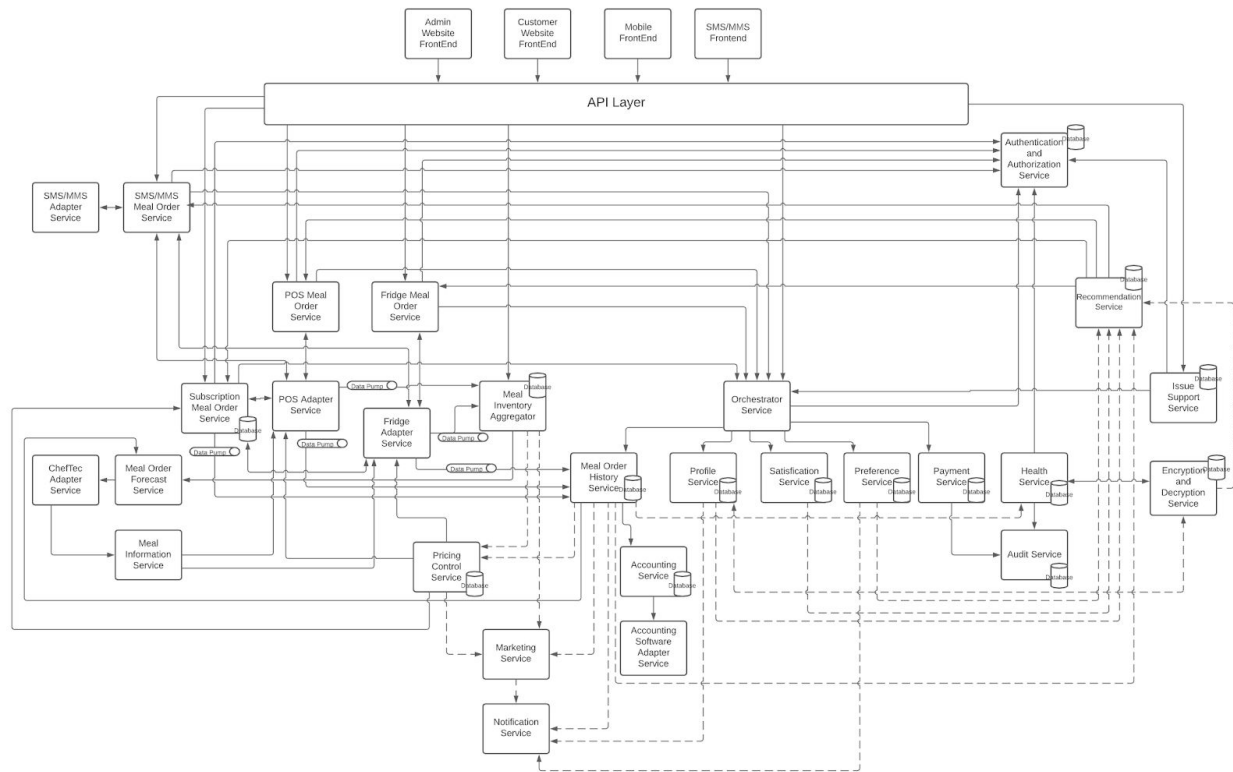 Admin
Website
FrontEnd
Customer
Website
FrontEnd
Mobile
FrontEnd
SMS/MMS
Frontend
API Layer
Authentication
and
Authorization
Service
Database
SMS/MMS
Adapter
Service
SMS/MMS
Meal Order
Service
POS Meal
Order
Service
Fridge Meal
Order
Service
Recommendation
Service
Database
Subscription
Meal Order
Service
Database
POS Adapter
Service
Data Pump
Fridge
Adapter
Service
Meal
Inventory
Aggregator
Database
Orchestrator
Service
Issue
Support
Service
Database
Data Pump
Data Pump
Data Pump
Data Pump
ChefTec
Adapter
Service
Meal Order
Forecast
Service
Meal Order
History
Service
Database
Profile
Service
Database
Satisfication
Service
Database
Preference
Service
Database
Payment
Service
Database
Health
Service
Database
Encryption
and
Decryption
Service
Database
Meal
Information
Service
Pricing
Control
Service
Database
Accounting
Service
Database
Audit Service
Database
Marketing
Service
Accounting
Software
Adapter
Service
Notification
Service